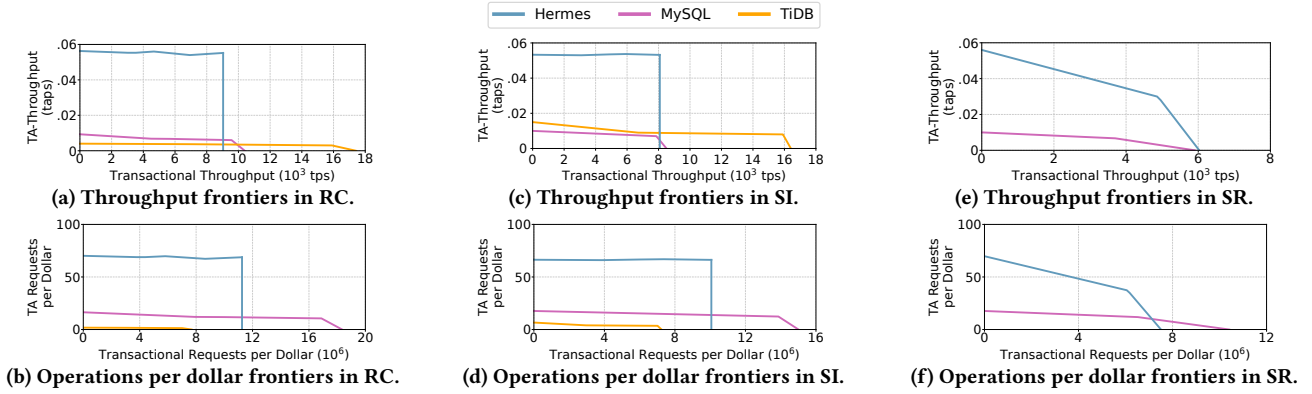 Hermes MySQL TiDB
TA-Throughput
(taps)
.06
.04
.02
0
0 2 4 6 8 10 12 14 16 18
Transactional Throughput (10³ tps)
(a) Throughput frontiers in RC.
TA-Throughput
(taps)
.06
.04
.02
0
0 2 4 6 8 10 12 14 16 18
Transactional Throughput (10³ tps)
(c) Throughput frontiers in SI.
TA-Throughput
(taps)
.06
.04
.02
0
0 2 4 6 8
Transactional Throughput (10³ tps)
(e) Throughput frontiers in SR.
TA Requests
per Dollar
100
50
0
0 4 8 12 16 20
Transactional Requests per Dollar (10⁶)
(b) Operations per dollar frontiers in RC.
TA Requests
per Dollar
100
50
0
0 4 8 12 16
Transactional Requests per Dollar (10⁶)
(d) Operations per dollar frontiers in SI.
TA Requests
per Dollar
100
50
0
0 4 8 12
Transactional Requests per Dollar (10⁶)
(f) Operations per dollar frontiers in SR.